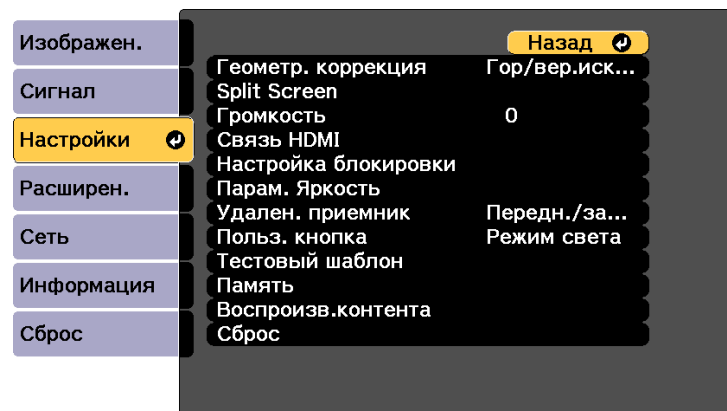 Изображен.
Сигнал
Настройки
Расширен.
Сеть
Информация
Сброс
Назад
Геометр. коррекция Гор/вер.иск...
Split Screen
Громкость 0
Связь HDMI
Настройка блокировки
Парам. Яркость
Удален. приемник Передн./за...
Польз. кнопка Режим света
Тестовый шаблон
Память
Воспроизв.контента
Сброс